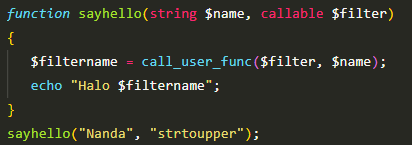 function sayhello(string $name, callable $filter)
{
$filtername = call_user_func($filter, $name);
echo "Halo $filtername";
}
sayhello("Nanda", "strtoupper");